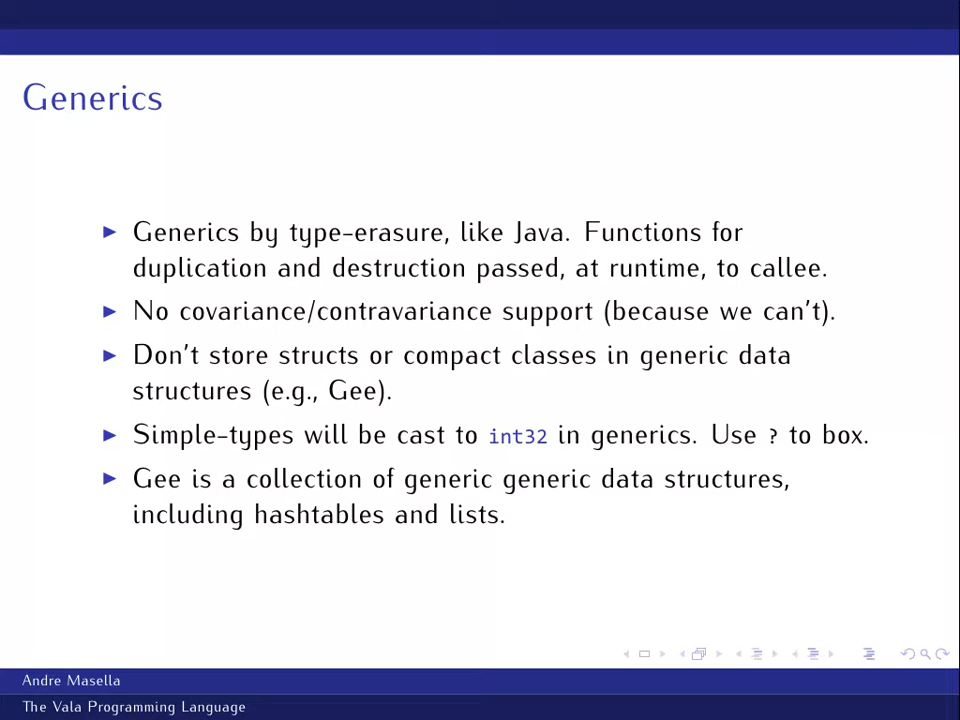 Generics
Generics by type-erasure, like Java. Functions for
duplication and destruction passed, at runtime, to callee.
No covariance/contravariance support (because we can't).
Don't store structs or compact classes in generic data
structures (e.g., Gee).
Simple-types will be cast to int32 in generics. Use ? to box.
Gee is a collection of generic generic data structures,
including hashtables and lists.
Andre Masella
The Vala Programming Language